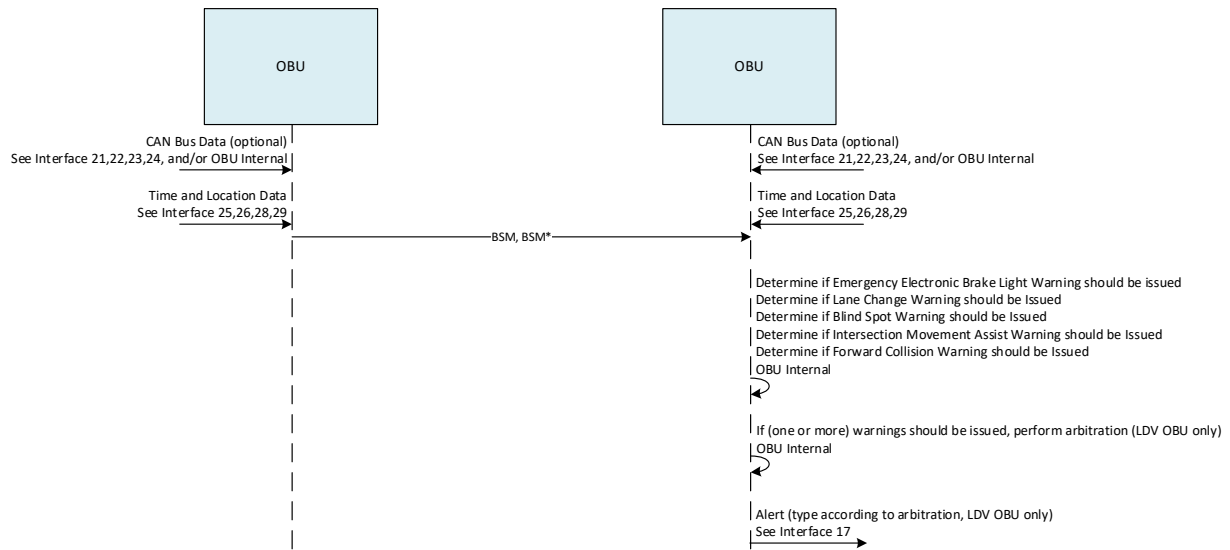 OBU
OBU
CAN Bus Data (optional)
See Interface 21,22,23,24, and/or OBU Internal
CAN Bus Data (optional)
See Interface 21,22,23,24, and/or OBU Internal
Time and Location Data
See Interface 25,26,28,29
Time and Location Data
See Interface 25,26,28,29
BSM, BSM*
Determine if Emergency Electronic Brake Light Warning should be issued
Determine if Lane Change Warning should be Issued
Determine if Blind Spot Warning should be Issued
Determine if Intersection Movement Assist Warning should be Issued
Determine if Forward Collision Warning should be Issued
OBU Internal
If (one or more) warnings should be issued, perform arbitration (LDV OBU only)
OBU Internal
Alert (type according to arbitration, LDV OBU only)
See Interface 17